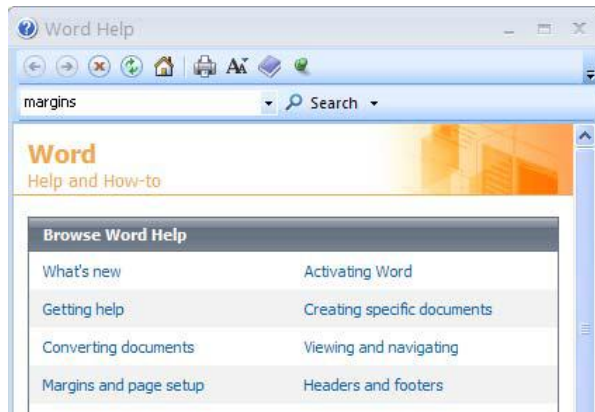 Word Help
AA
margins
Search
Word
Help and How-to
Browse Word Help
What's new
Activating Word
Getting help
Creating specific documents
Converting documents
Viewing and navigating
Margins and page setup
Headers and footers